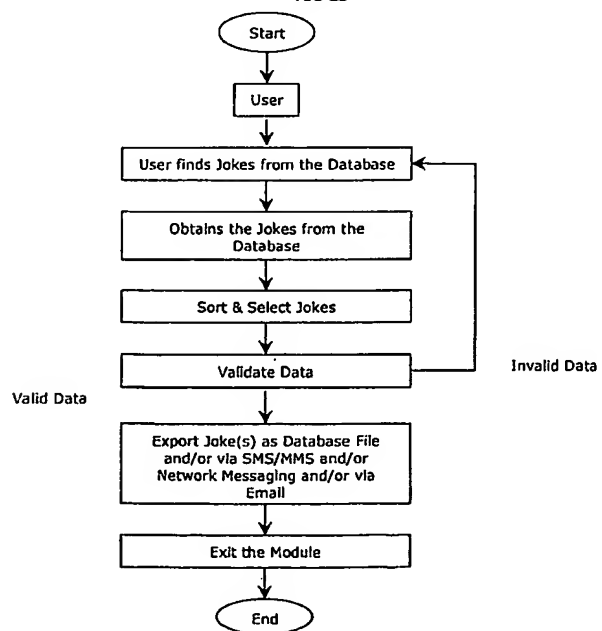 Start
User
User finds Jokes from the Database
Obtains the Jokes from the
Database
Sort & Select Jokes
Validate Data
Invalid Data
Valid Data
Export Joke(s) as Database File
and/or via SMS/MMS and/or
Network Messaging and/or via
Email
Exit the Module
End